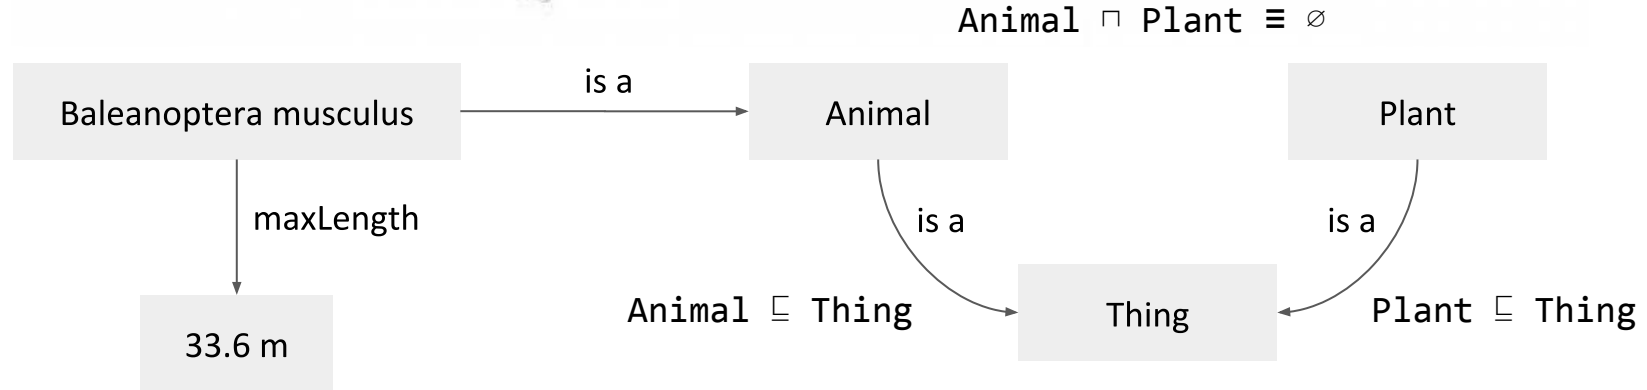 Animal ⊓ Plant ≡ ∅
is a
Baleanoptera musculus
Animal
Plant
maxLength
is a
is a
Animal ⊑ Thing
Thing
Plant ⊑ Thing
33.6 m